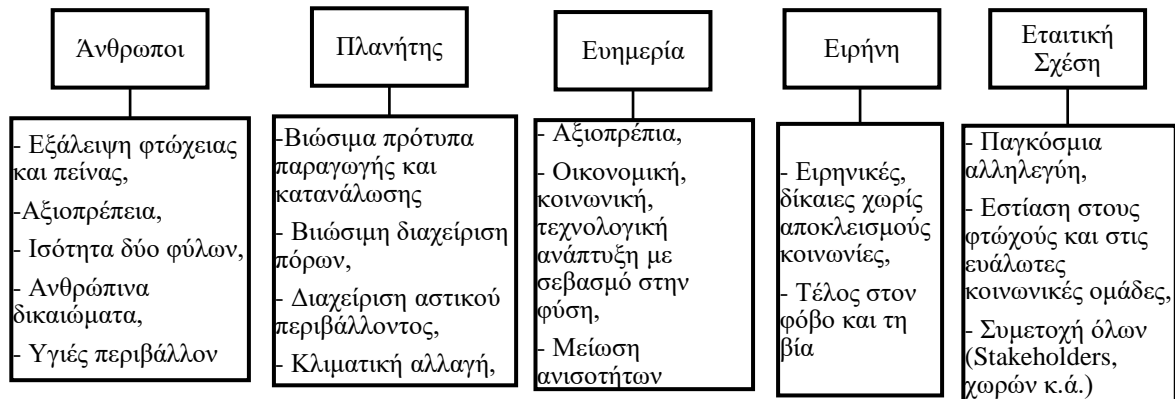 Άνθρωποι
- Εξάλειψη φτώχειας
και πείνας,
-Αξιοπρέπεια,
- Ισότητα δύο φύλων,
- Ανθρώπινα
δικαιώματα,
- Υγιές περιβάλλον
Πλανήτης
-Βιώσιμα πρότυπα
παραγωγής και
κατανάλωσης
- Βιιώσιμη διαχείριση
πόρων,
- Διαχείριση αστικού
περιβάλλοντος,
- Κλιματική αλλαγή,
Ευημερία
- Αξιοπρέπια,
- Οικονομική,
κοινωνική,
τεχνολογική
ανάπτυξη με
σεβασμό στην
φύση,
- Μείωση
ανισοτήτων
Ειρήνη
- Ειρηνικές,
δίκαιες χωρίς
αποκλεισμούς
κοινωνίες,
- Τέλος στον
φόβο και τη
βία
Εταιτική
Σχέση
- Παγκόσμια
αλληλεγύη,
- Εστίαση στους
φτώχούς και στις
ευάλωτες
κοινωνικές ομάδες,
- Συμετοχή όλων
(Stakeholders,
χωρών κ.ά.)